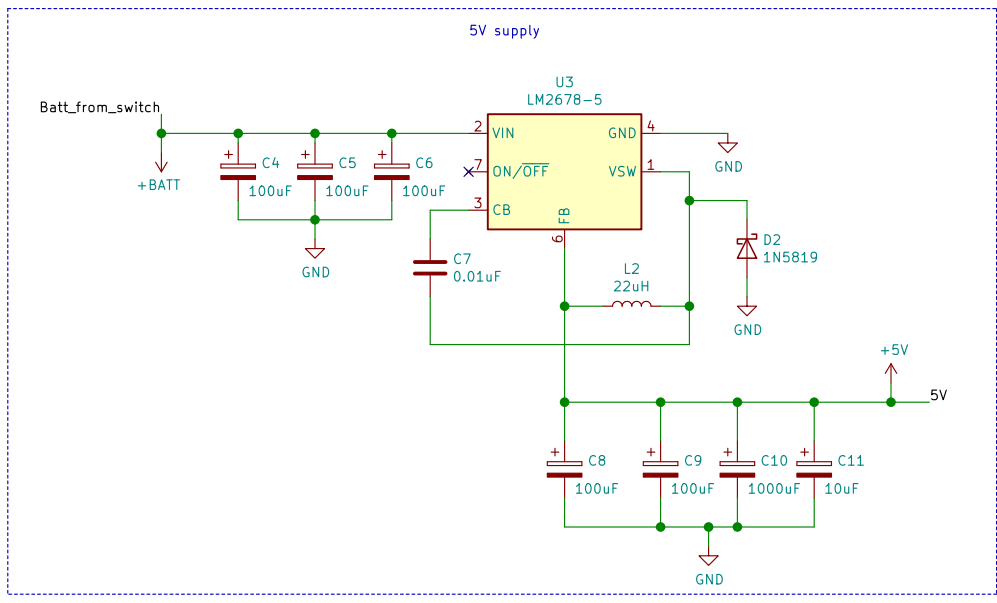 5V supply
U3
LM2678-5
Batt_from_switch
+BATT
2
VIN
GND
4
7
ON/OFF
VSW
1
3
CB
FB
6
GND
C4
100uF
C5
100uF
C6
100uF
GND
C7
0.01uF
L2
22uH
D2
1N5819
GND
+5V
5V
C8
100uF
C9
100uF
C10
1000uF
C11
10uF
GND